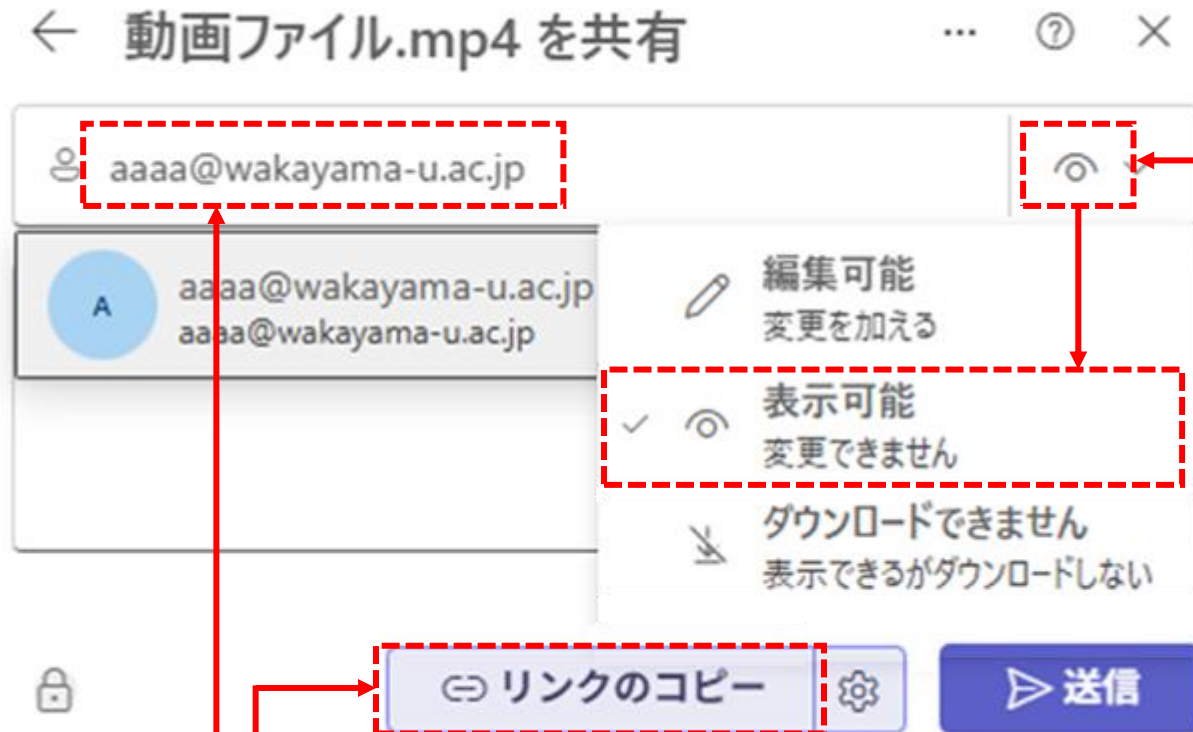 動画ファイル.mp4 を共有
aaaa@wakayama-u.ac.jp
A
aaaa@wakayama-u.ac.jp
aaaa@wakayama-u.ac.jp
編集可能
変更を加える
表示可能
変更できません
ダウンロードできません
表示できるがダウンロードしない
リンクのコピー
送信